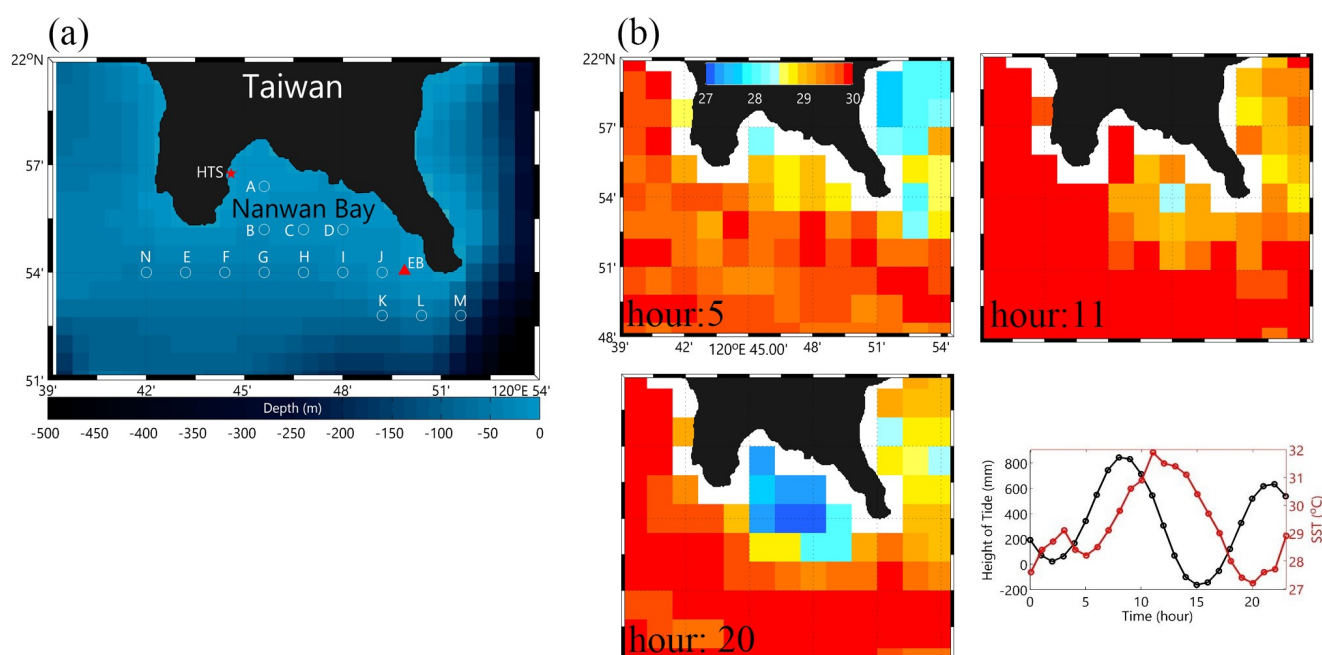 (a)
22°N
Taiwan
57'
HTS
A
Nanwan Bay
B C D
54'
N E F G H I J EB
K L M
51'
39' 42' 45' 48' 120°E 54'
Depth (m)
-500 -450 -400 -350 -300 -250 -200 -150 -100 -50 0
(b)
22°N
27 28 29 30
57'
54'
51'
hour:5
48'
39' 42' 120°E 45.00' 48' 51' 54'
hour:11
hour: 20
Height of Tide (mm)
800
600
400
200
0
-200
32
31
30
29
28
27
SST (°C)
0 5 10 15 20
Time (hour)